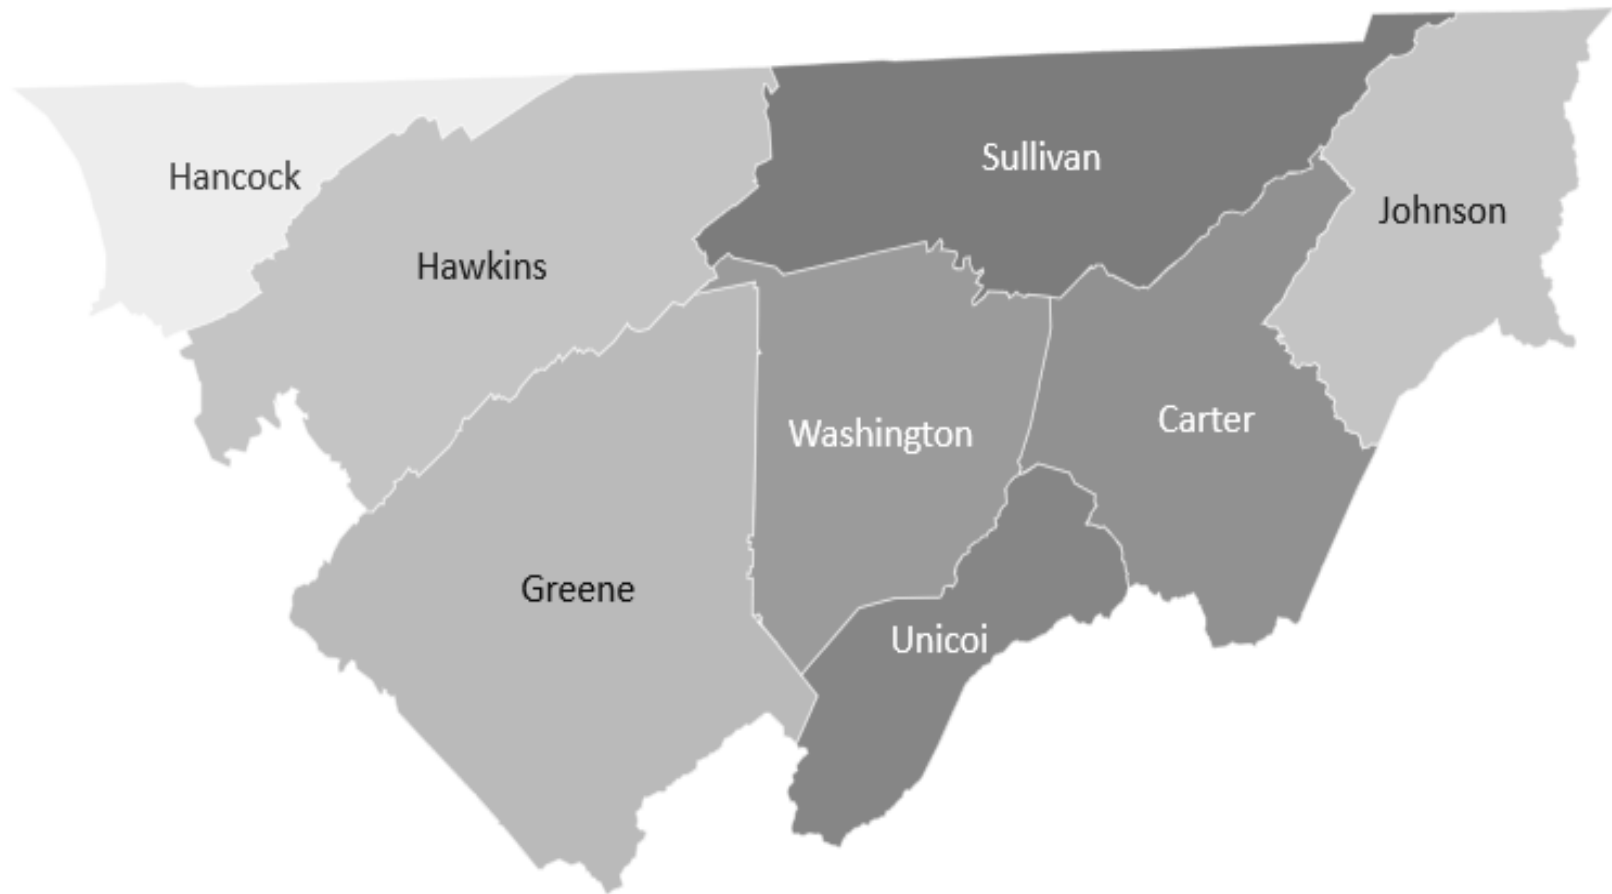 Sullivan
Hancock
Johnson
Hawkins
Carter
Washington
Greene
Unicoi